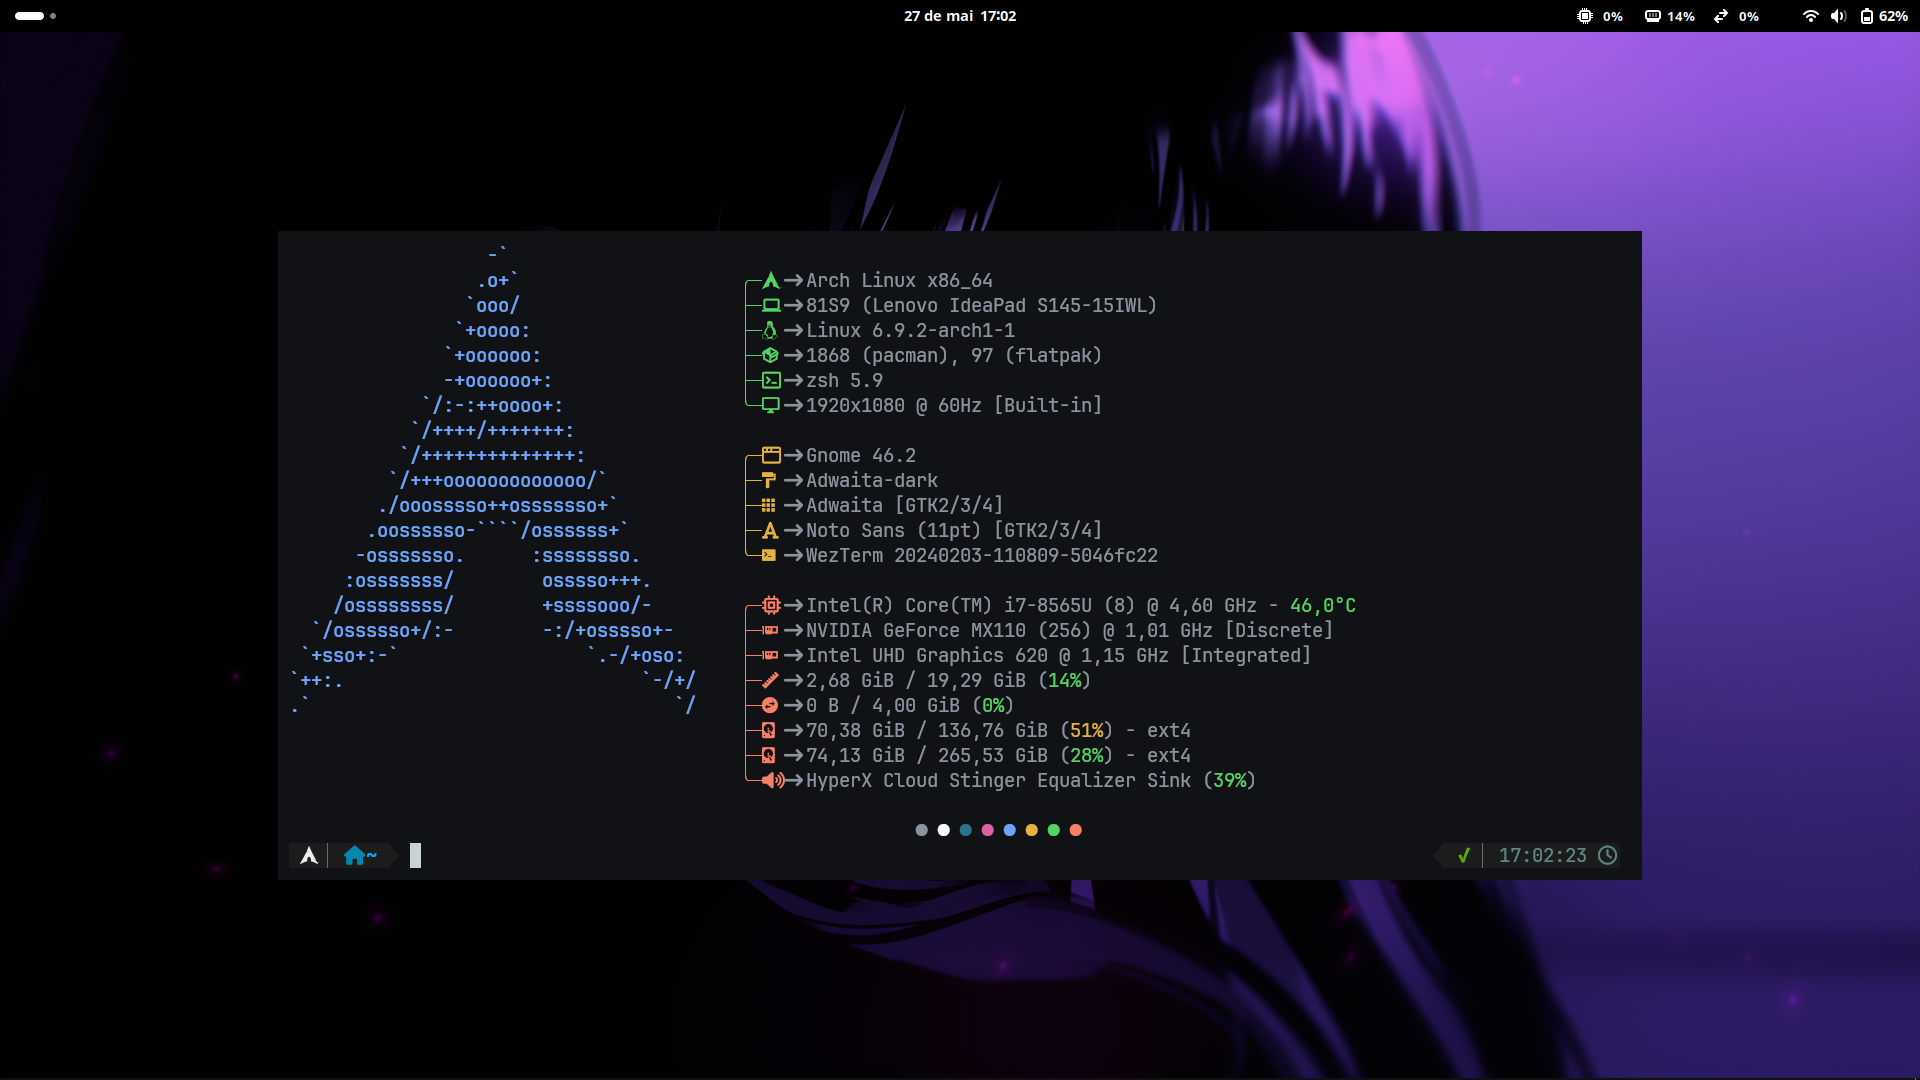 27 de mai 17:02
0% 14% 0% 62%
-`
.o+`
`ooo/
`+oooo:
`+oooooo:
-+oooooo+:
`/:-:++oooo+:
`/++++/+++++++:
`/++++++++++++++:
`/+++ooooooooooooo/`
./ooosssso++osssssso+`
.oossssso-````/ossssss+`
-osssssso.      :ssssssso.
:osssssss/        osssso+++.
/ossssssss/        +ssssooo/-
`/ossssso+/:-        -:/+osssso+-
`+sso+:-`                 `.-/+oso:
`++:.                           `-/+/
.`                                 `/
Arch Linux x86_64
81S9 (Lenovo IdeaPad S145-15IWL)
Linux 6.9.2-arch1-1
1868 (pacman), 97 (flatpak)
zsh 5.9
1920x1080 @ 60Hz [Built-in]
Gnome 46.2
Adwaita-dark
Adwaita [GTK2/3/4]
Noto Sans (11pt) [GTK2/3/4]
WezTerm 20240203-110809-5046fc22
Intel(R) Core(TM) i7-8565U (8) @ 4,60 GHz - 46,0°C
NVIDIA GeForce MX110 (256) @ 1,01 GHz [Discrete]
Intel UHD Graphics 620 @ 1,15 GHz [Integrated]
2,68 GiB / 19,29 GiB (14%)
0 B / 4,00 GiB (0%)
70,38 GiB / 136,76 GiB (51%) - ext4
74,13 GiB / 265,53 GiB (28%) - ext4
HyperX Cloud Stinger Equalizer Sink (39%)
~
√ 17:02:23